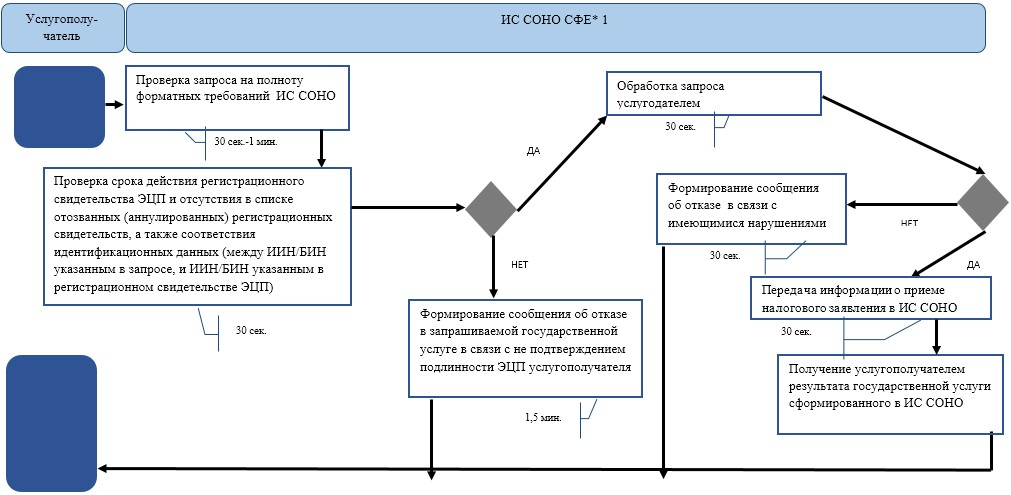 Услугополу-
чатель
ИС СОНО СФЕ* 1
Проверка запроса на полноту
форматных требований ИС СОНО
30 сек.-1 мин.
Проверка срока действия регистрационного
свидетельства ЭЦП и отсутствия в списке
отозванных (аннулированных) регистрационных
свидетельств, а также соответствия
идентификационных данных (между ИИН/БИН
указанным в запросе, и ИИН/БИН указанным в
регистрационном свидетельстве ЭЦП)
30 сек.
ДА
НЕТ
Формирование сообщения об отказе
в запрашиваемой государственной
услуге в связи с не подтверждением
подлинности ЭЦП услугополучателя
1,5 мин.
Обработка запроса
услугодателем
30 сек.
Формирование сообщения
об отказе в связи с
имеющимися нарушениями
НЕТ
30 сек.
ДА
Передача информации о приеме
налогового заявления в ИС СОНО
30 сек.
Получение услугополучателем
результата государственной услуги
сформированного в ИС СОНО